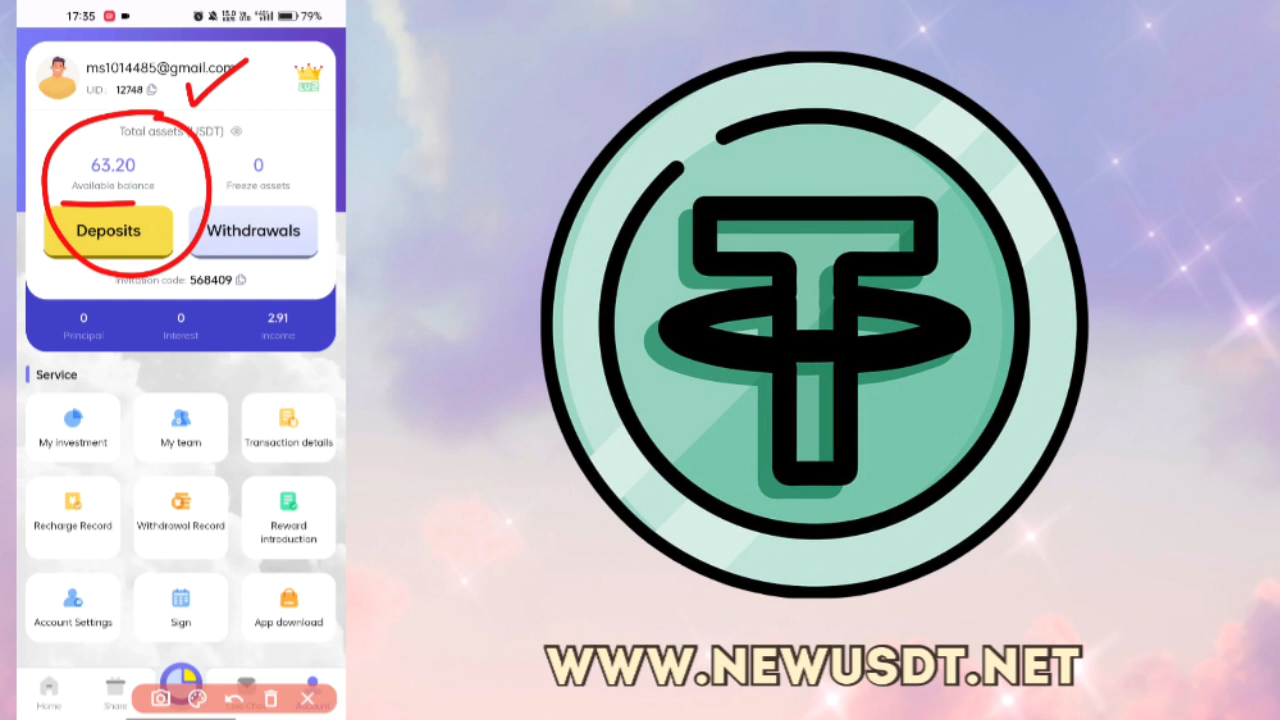 17:35 79%
ms1014485@gmail.com
LV2
UID: 12748
Total assets (USDT)
63.20 0
Available balance Freeze assets
Deposits Withdrawals
Invitation code: 568409
0 0 2.91
Principal Interest Income
Service
My investment My team Transaction details
Recharge Record Withdrawal Record Reward
introduction
Account Settings Sign App download
Home Share Account
WWW.NEWUSDT.NET